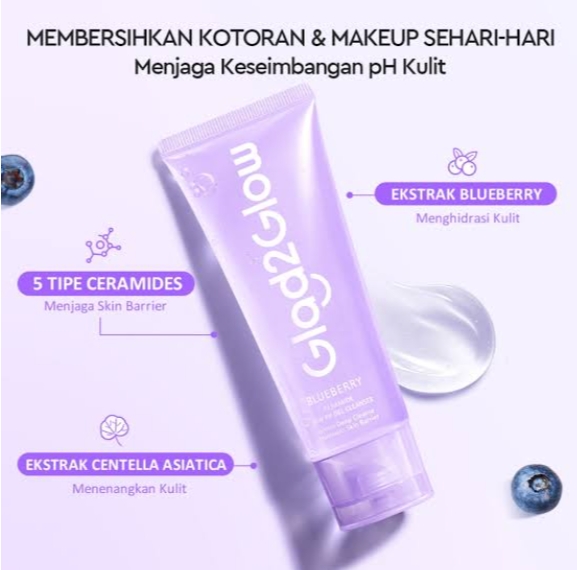 MEMBERSIHKAN KOTORAN & MAKEUP SEHARI-HARI
Menjaga Keseimbangan pH Kulit
EKSTRAK BLUEBERRY
Menghidrasi Kulit
5 TIPE CERAMIDES
Menjaga Skin Barrier
EKSTRAK CENTELLA ASIATICA
Menenangkan Kulit
Glad2Glow
BLUEBERRY